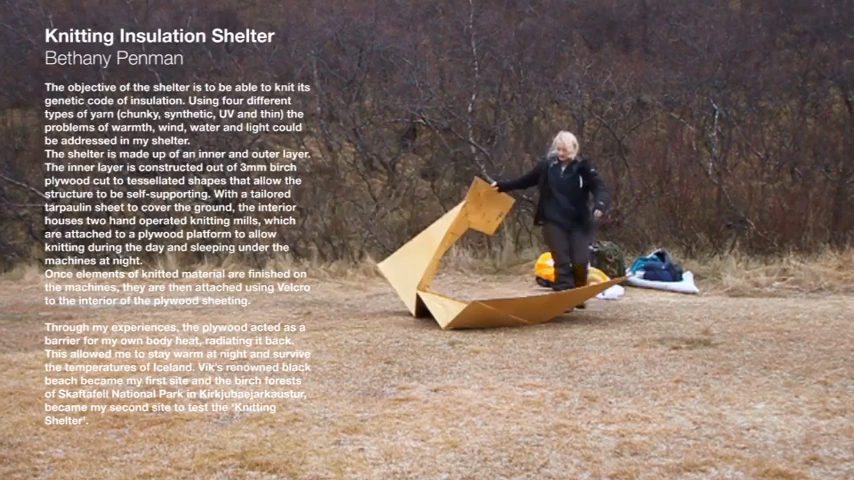 Knitting Insulation Shelter
Bethany Penman
The objective of the shelter is to be able to knit its
genetic code of insulation. Using four different
types of yarn (chunky, synthetic, UV and thin) the
problems of warmth, wind, water and light could
be addressed in my shelter.
The shelter is made up of an inner and outer layer.
The inner layer is constructed out of 3mm birch
plywood cut to tessellated shapes that allow the
structure to be self-supporting. With a tailored
tarpaulin sheet to cover the ground, the interior
houses two hand operated knitting mills, which
are attached to a plywood platform to allow
knitting during the day and sleeping under the
machines at night.
Once elements of knitted material are finished on
the machines, they are then attached using Velcro
to the interior of the plywood sheeting.
Through my experiences, the plywood acted as a
barrier for my own body heat, radiating it back.
This allowed me to stay warm at night and survive
the temperatures of Iceland. Vik's renowned black
beach became my first site and the birch forests
of Skaftafell National Park in Kirkjubaejarkaustur,
became my second site to test the 'Knitting
Shelter'.